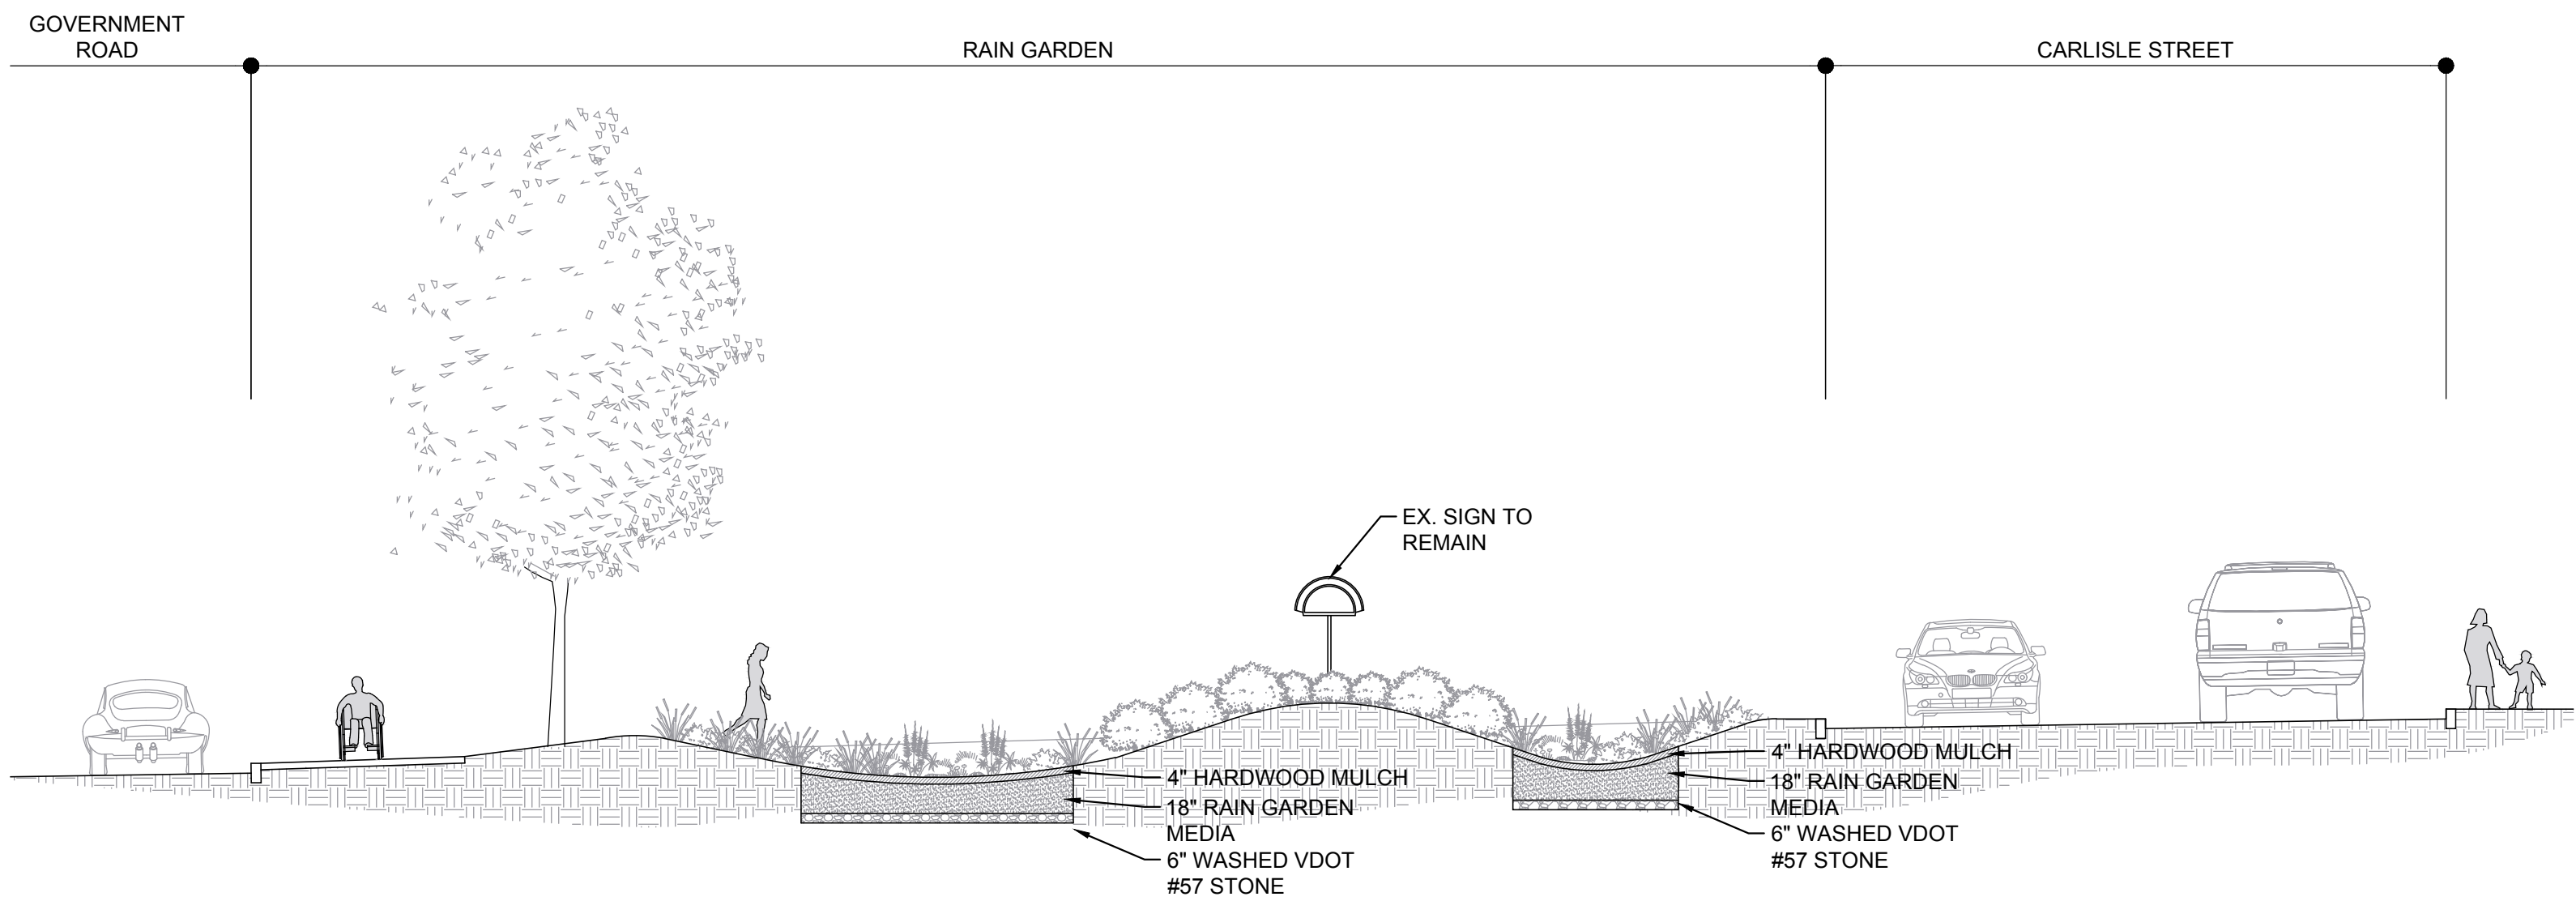 GOVERNMENT
ROAD
RAIN GARDEN
CARLISLE STREET
EX. SIGN TO
REMAIN
4" HARDWOOD MULCH
18" RAIN GARDEN
MEDIA
6" WASHED VDOT
#57 STONE
4" HARDWOOD MULCH
18" RAIN GARDEN
MEDIA
6" WASHED VDOT
#57 STONE